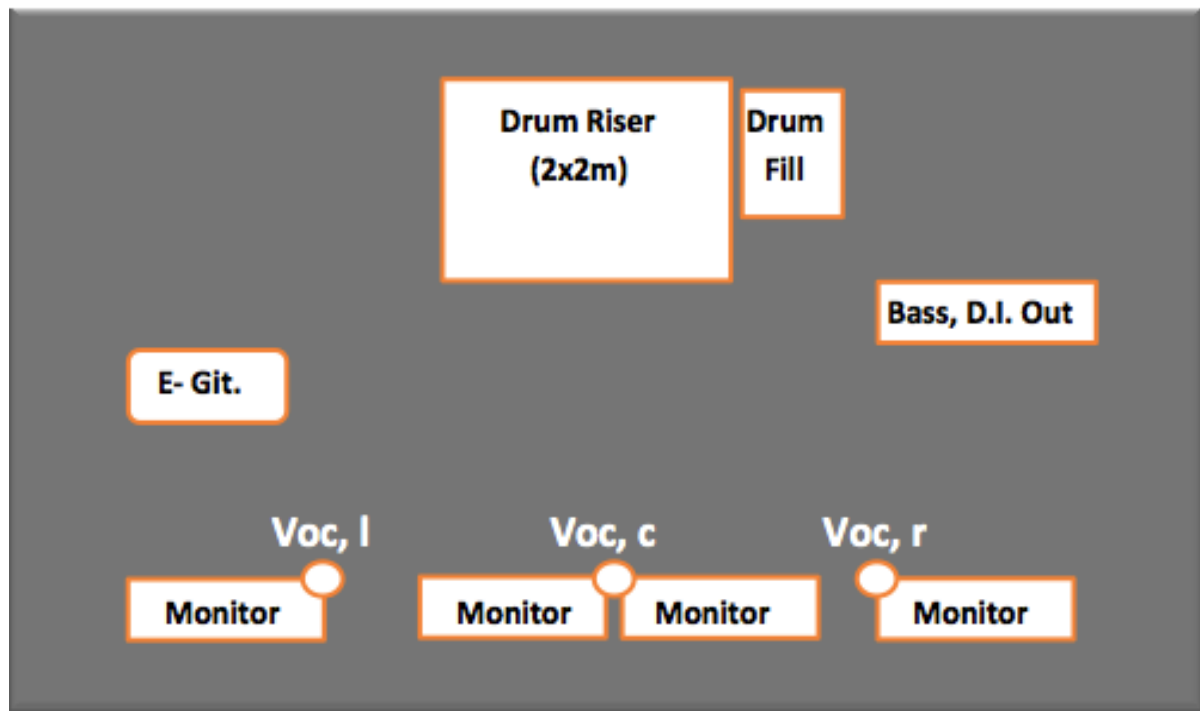 Drum Riser
(2x2m)
Drum
Fill
Bass, D.I. Out
E- Git.
Voc, l
Voc, c
Voc, r
Monitor
Monitor
Monitor
Monitor